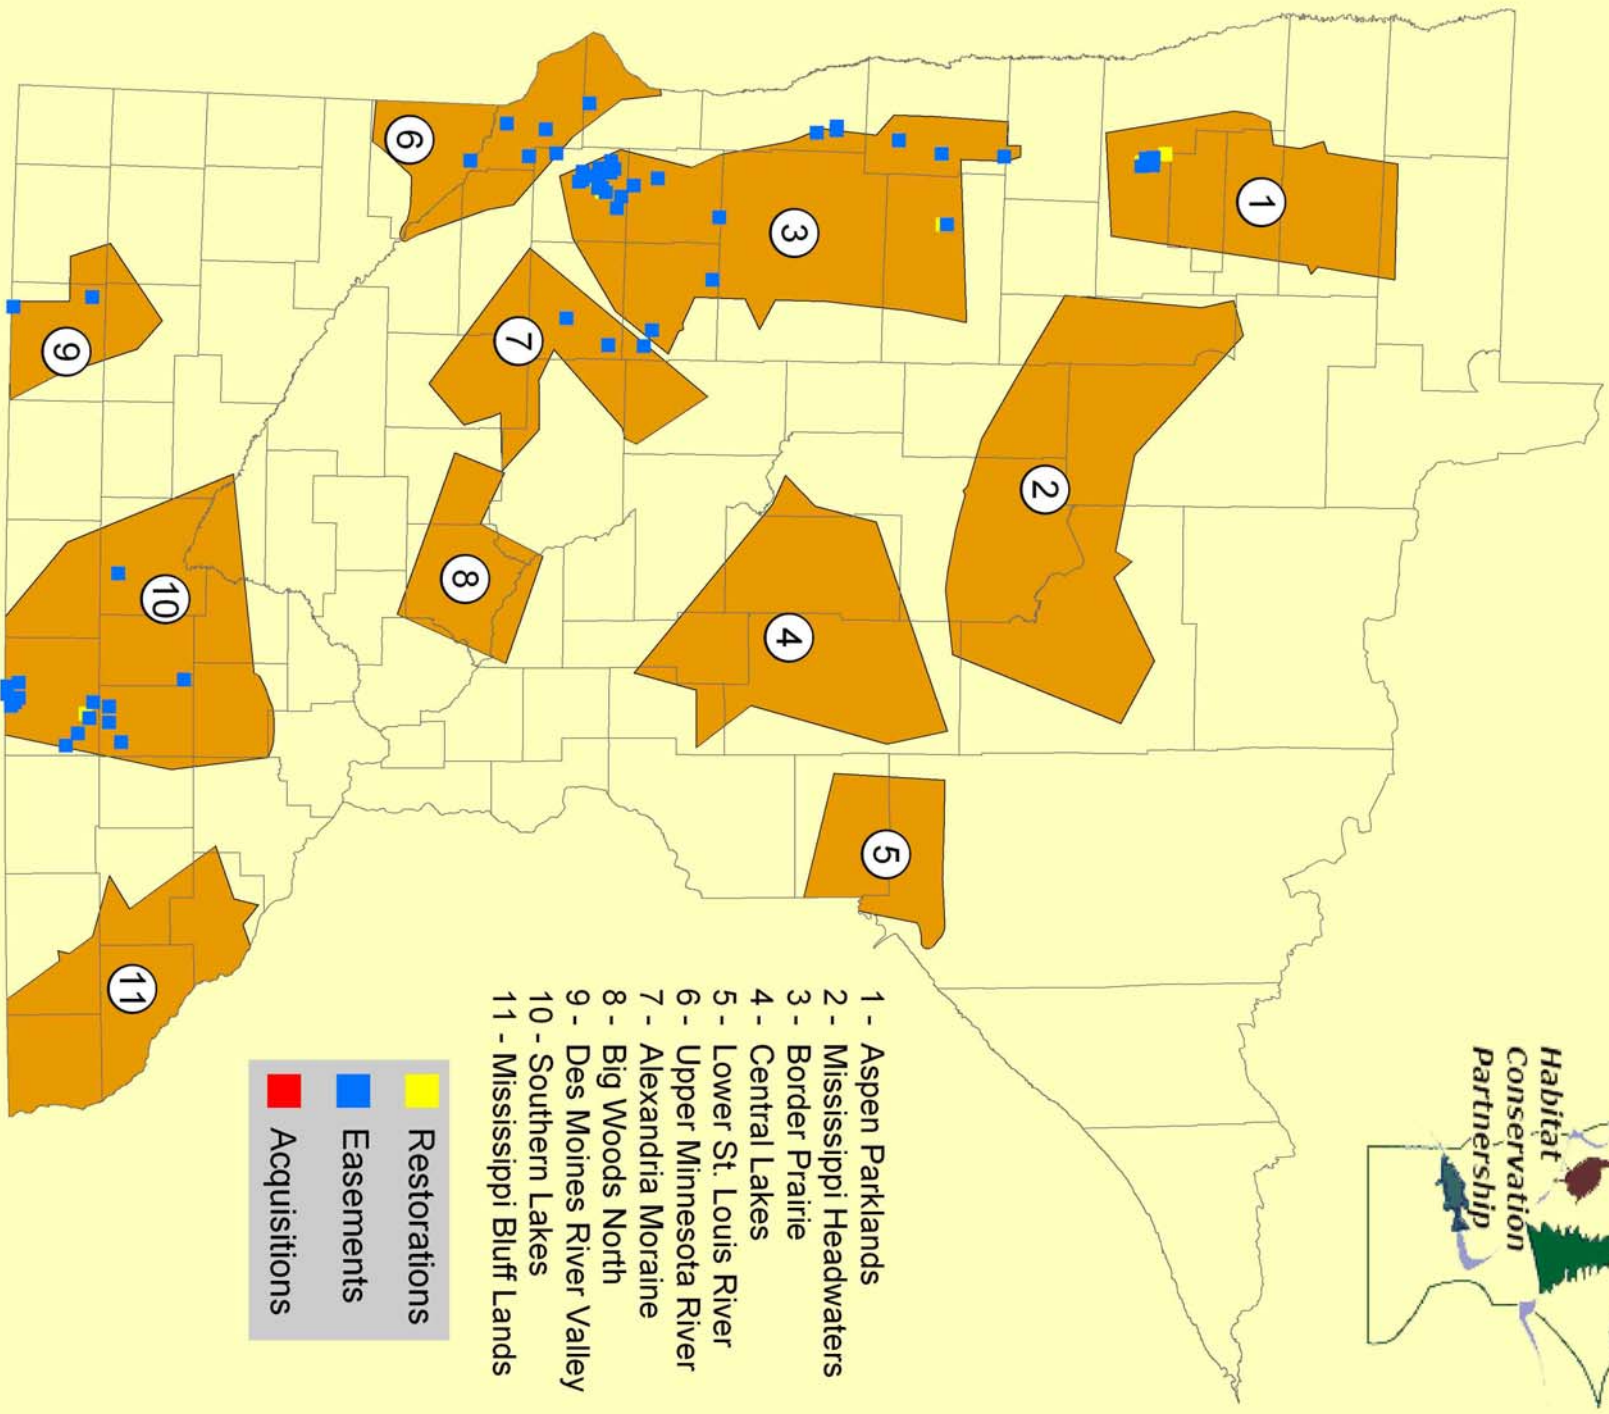 Habitat
Conservation
Partnership
1
2
3
4
5
6
7
8
9
10
11
1 - Aspen Parklands
2 - Mississippi Headwaters
3 - Border Prairie
4 - Central Lakes
5 - Lower St. Louis River
6 - Upper Minnesota River
7 - Alexandria Moraine
8 - Big Woods North
9 - Des Moines River Valley
10 - Southern Lakes
11 - Mississippi Bluff Lands
Restorations
Easements
Acquisitions